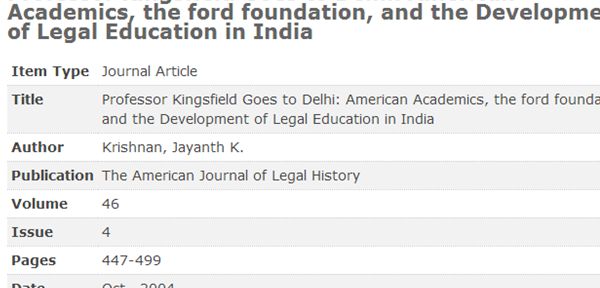 Academics, the ford foundation, and the Developme
of Legal Education in India
Item Type Journal Article
Title Professor Kingsfield Goes to Delhi: American Academics, the ford founda
and the Development of Legal Education in India
Author Krishnan, Jayanth K.
Publication The American Journal of Legal History
Volume 46
Issue 4
Pages 447-499
Date Oct., 2004